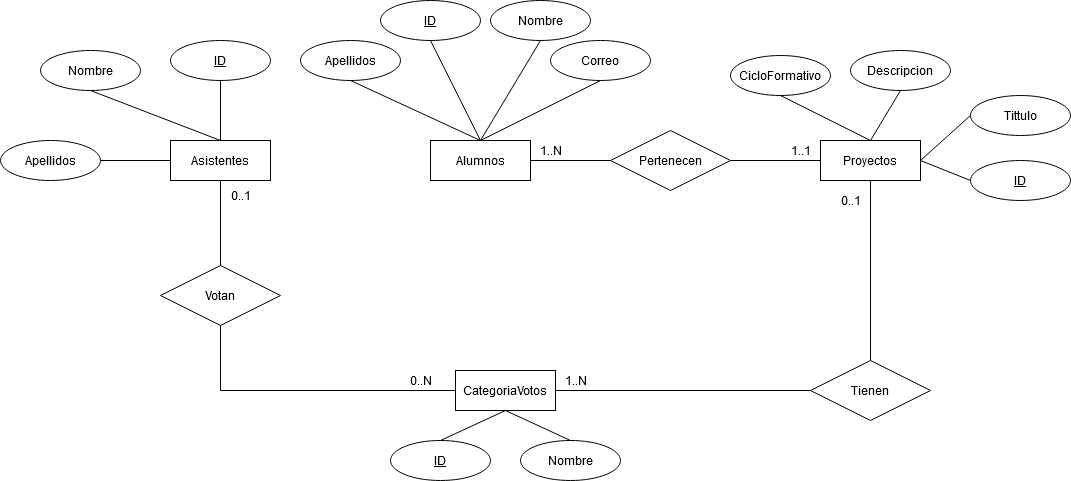 ID
Nombre
Apellidos
Correo
Nombre
ID
CicloFormativo
Descripcion
Tittulo
Apellidos
Asistentes
Alumnos
1..N
Pertenecen
1..1
Proyectos
ID
0..1
0..1
Votan
0..N
CategoriaVotos
1..N
Tienen
ID
Nombre